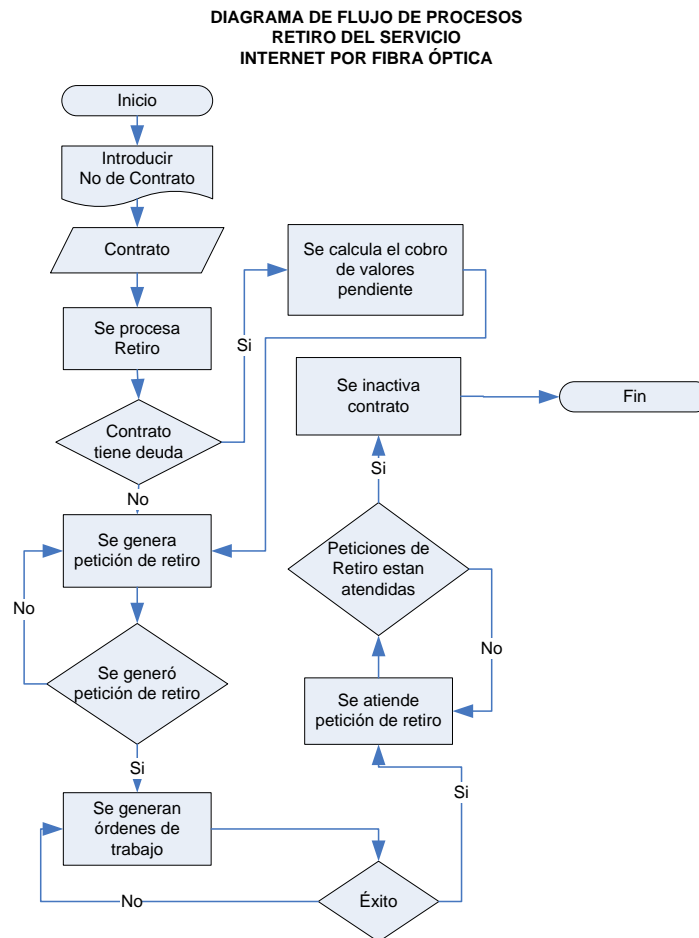 DIAGRAMA DE FLUJO DE PROCESOS
RETIRO DEL SERVICIO
INTERNET POR FIBRA ÓPTICA
Inicio
Introducir
No de Contrato
Contrato
Se procesa
Retiro
Contrato
tiene deuda
Si
Se calcula el cobro
de valores
pendiente
No
Se genera
petición de retiro
No
Se generó
petición de retiro
Si
Se generan
órdenes de
trabajo
No
Éxito
Si
Se atiende
petición de retiro
No
Peticiones de
Retiro estan
atendidas
Si
Se inactiva
contrato
Fin